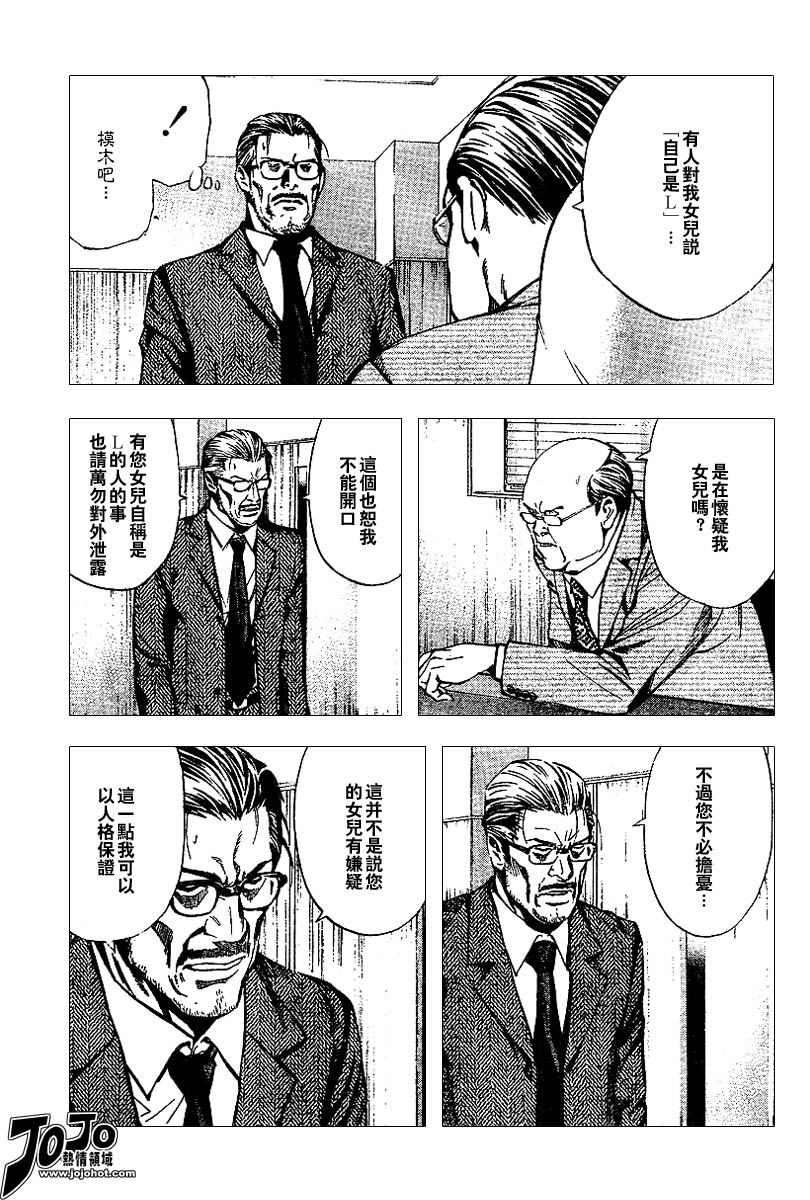 有人對我女兒說
「自己是L」…
！
摸木吧…
是在懷疑我
女兒嗎？
這個也恕我
不能開口
有您女兒自稱是
L的人的事
也請萬勿對外泄露
不過您不必擔憂…
這并不是說您
的女兒有嫌疑
這一點我可以
以人格保證
JOJO
熱情領域
www.jojohot.com